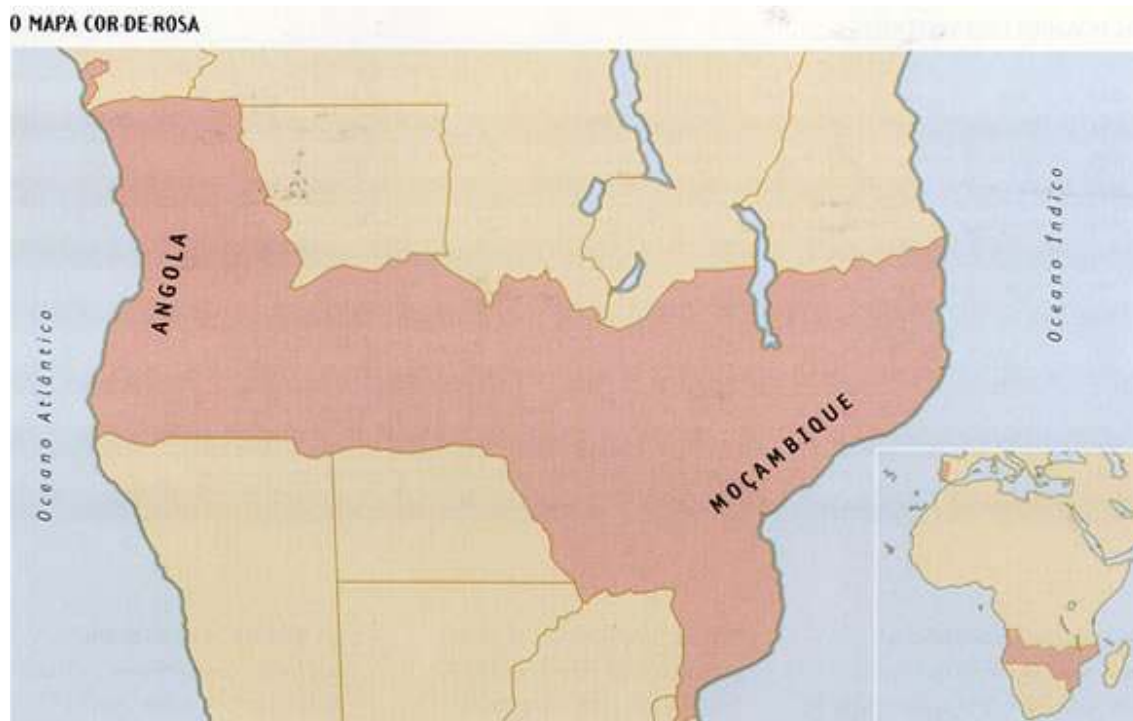 O MAPA COR-DE-ROSA
ANGOLA
MOÇAMBIQUE
Oceano Atlântico
Oceano Índico